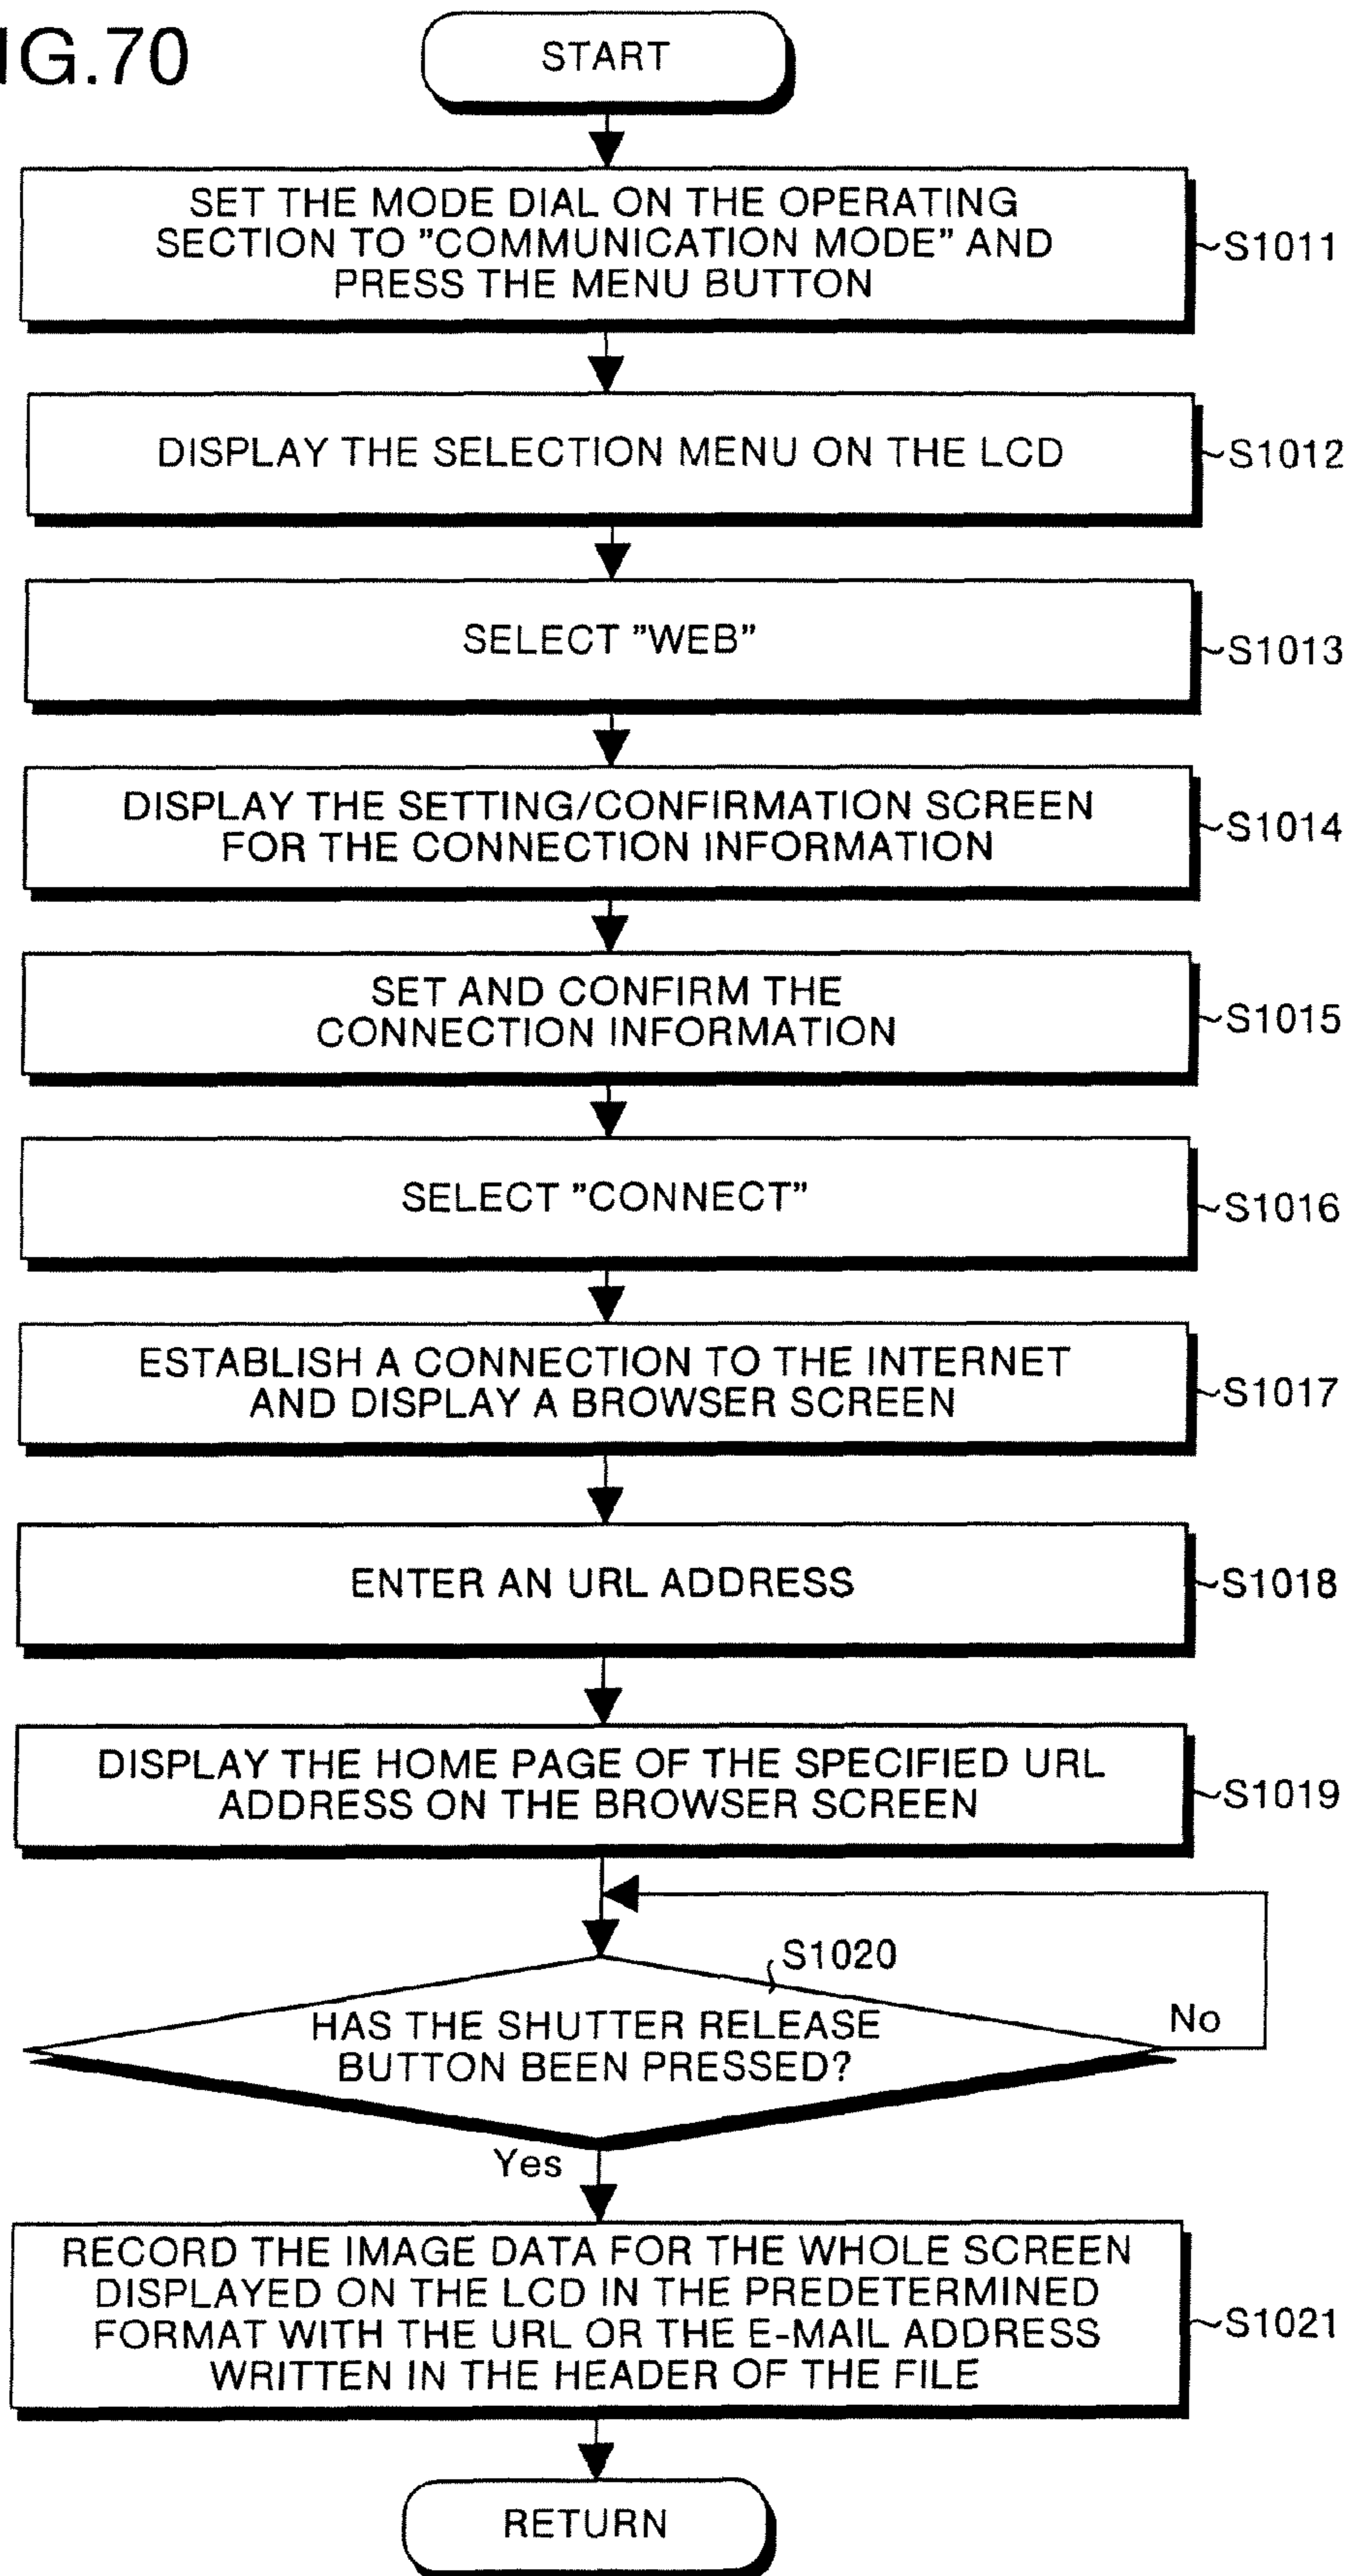 IG.70
START
SET THE MODE DIAL ON THE OPERATING
SECTION TO "COMMUNICATION MODE" AND
PRESS THE MENU BUTTON
S1011
DISPLAY THE SELECTION MENU ON THE LCD
S1012
SELECT "WEB"
S1013
DISPLAY THE SETTING/CONFIRMATION SCREEN
FOR THE CONNECTION INFORMATION
S1014
SET AND CONFIRM THE
CONNECTION INFORMATION
S1015
SELECT "CONNECT"
S1016
ESTABLISH A CONNECTION TO THE INTERNET
AND DISPLAY A BROWSER SCREEN
S1017
ENTER AN URL ADDRESS
S1018
DISPLAY THE HOME PAGE OF THE SPECIFIED URL
ADDRESS ON THE BROWSER SCREEN
S1019
S1020
HAS THE SHUTTER RELEASE
BUTTON BEEN PRESSED?
No
Yes
RECORD THE IMAGE DATA FOR THE WHOLE SCREEN
DISPLAYED ON THE LCD IN THE PREDETERMINED
FORMAT WITH THE URL OR THE E-MAIL ADDRESS
WRITTEN IN THE HEADER OF THE FILE
S1021
RETURN